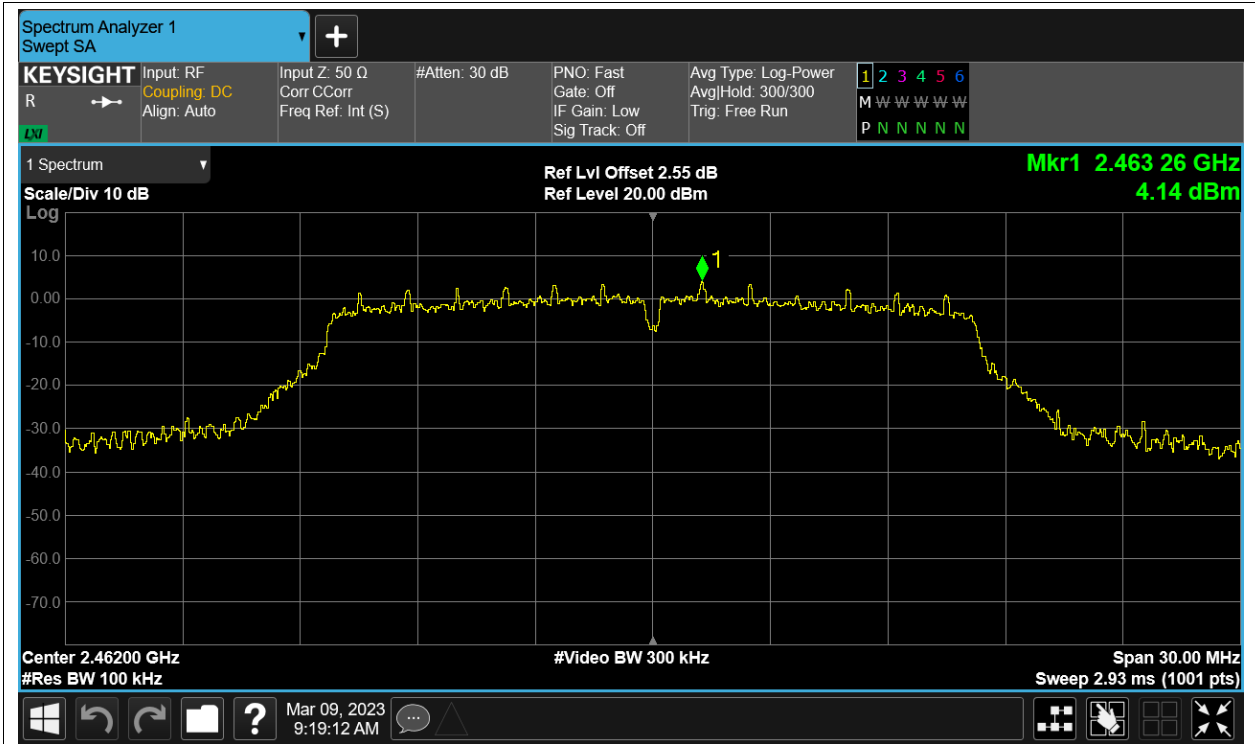 Spectrum Analyzer 1
Swept SA
KEYSIGHT
R
LXI
Input: RF
Coupling: DC
Align: Auto
Input Z: 50 Ω
Corr CCorr
Freq Ref: Int (S)
#Atten: 30 dB
PNO: Fast
Gate: Off
IF Gain: Low
Sig Track: Off
Avg Type: Log-Power
Avg|Hold: 300/300
Trig: Free Run
1 2 3 4 5 6
M W W W W W
P N N N N N
1 Spectrum
Scale/Div 10 dB
Log
Ref Lvl Offset 2.55 dB
Ref Level 20.00 dBm
Mkr1 2.463 26 GHz
4.14 dBm
1
10.0
0.00
-10.0
-20.0
-30.0
-40.0
-50.0
-60.0
-70.0
Center 2.46200 GHz
#Res BW 100 kHz
#Video BW 300 kHz
Span 30.00 MHz
Sweep 2.93 ms (1001 pts)
?
Mar 09, 2023
9:19:12 AM